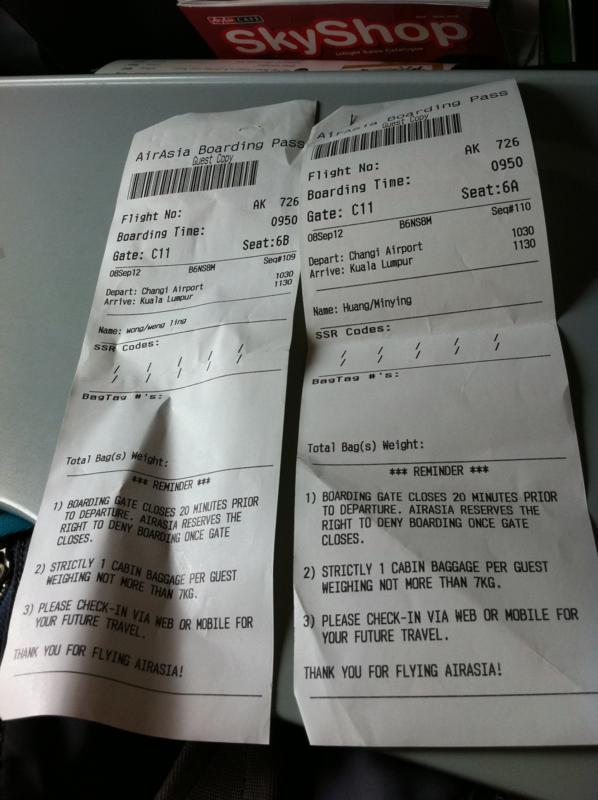 SkyShop
Inflight Sales Catalogue
AirAsia Boarding Pass
Guest Copy
Flight No: AK 726
Boarding Time: 0950
Gate: C11 Seat:6B
Seq#109
08Sep12 B6NS8M
Depart: Changi Airport 1030
Arrive: Kuala Lumpur 1130
Name: wong/weng ling
SSR Codes:
/ / / / /
/ / / / /
BagTag #'s:
Total Bag(s) Weight:
*** REMINDER ***
1) BOARDING GATE CLOSES 20 MINUTES PRIOR
TO DEPARTURE. AIRASIA RESERVES THE
RIGHT TO DENY BOARDING ONCE GATE
CLOSES.
2) STRICTLY 1 CABIN BAGGAGE PER GUEST
WEIGHING NOT MORE THAN 7KG.
3) PLEASE CHECK-IN VIA WEB OR MOBILE FOR
YOUR FUTURE TRAVEL.
THANK YOU FOR FLYING AIRASIA!
AirAsia Boarding Pass
Guest Copy
Flight No: AK 726
Boarding Time: 0950
Gate: C11 Seat:6A
Seq#110
08Sep12 B6NS8M
Depart: Changi Airport 1030
Arrive: Kuala Lumpur 1130
Name: Huang/Minying
SSR Codes:
/ / / / /
/ / / / /
BagTag #'s:
Total Bag(s) Weight:
*** REMINDER ***
1) BOARDING GATE CLOSES 20 MINUTES PRIOR
TO DEPARTURE. AIRASIA RESERVES THE
RIGHT TO DENY BOARDING ONCE GATE
CLOSES.
2) STRICTLY 1 CABIN BAGGAGE PER GUEST
WEIGHING NOT MORE THAN 7KG.
3) PLEASE CHECK-IN VIA WEB OR MOBILE FOR
YOUR FUTURE TRAVEL.
THANK YOU FOR FLYING AIRASIA!